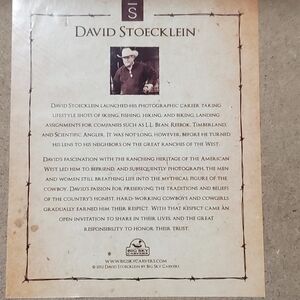 S
DAVID STOECKLEIN
DAVID STOECKLEIN LAUNCHED HIS PHOTOGRAPHIC CAREER TAKING
LIFESTYLE SHOTS OF SKIING, FISHING, HIKING, AND BIKING, LANDING
ASSIGNMENTS FOR COMPANIES SUCH AS L.L. BEAN, REEBOK, TIMBERLAND,
AND SCIENTIFIC ANGLER. IT WAS NOT LONG, HOWEVER, BEFORE HE TURNED
HIS LENS TO HIS NEIGHBORS ON THE GREAT RANCHES OF THE WEST.
DAVID'S FASCINATION WITH THE RANCHING HERITAGE OF THE AMERICAN
WEST LED HIM TO BEFRIEND, AND SUBSEQUENTLY PHOTOGRAPH, THE MEN
AND WOMEN STILL BREATHING LIFE INTO THE MYTHICAL FIGURE OF THE
COWBOY. DAVID'S PASSION FOR PRESERVING THE TRADITIONS AND BELIEFS
OF THE COUNTRY'S HONEST, HARD-WORKING COWBOYS AND COWGIRLS
GRADUALLY EARNED HIM THEIR RESPECT. WITH THAT RESPECT CAME AN
OPEN INVITATION TO SHARE IN THEIR LIVES, AND THE GREAT
RESPONSIBILITY TO HONOR THEIR TRUST.
BIG SKY
CARVERS
WWW.BIGSKYCARVERS.COM
DAVID STOECKLEIN BY BIG SKY CARVERS